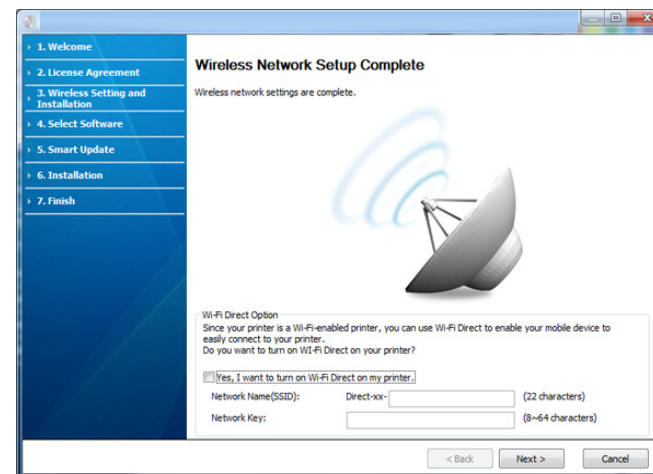 1. Welcome
2. License Agreement
3. Wireless Setting and
Installation
4. Select Software
5. Smart Update
6. Installation
7. Finish
Wireless Network Setup Complete
Wireless network settings are complete.
Wi-Fi Direct Option
Since your printer is a Wi-Fi-enabled printer, you can use Wi-Fi Direct to enable your mobile device to
easily connect to your printer.
Do you want to turn on WI-Fi Direct on your printer?
Yes, I want to turn on Wi-Fi Direct on my printer.
Network Name(SSID): Direct-xx- (22 characters)
Network Key: (8~64 characters)
< Back Next > Cancel